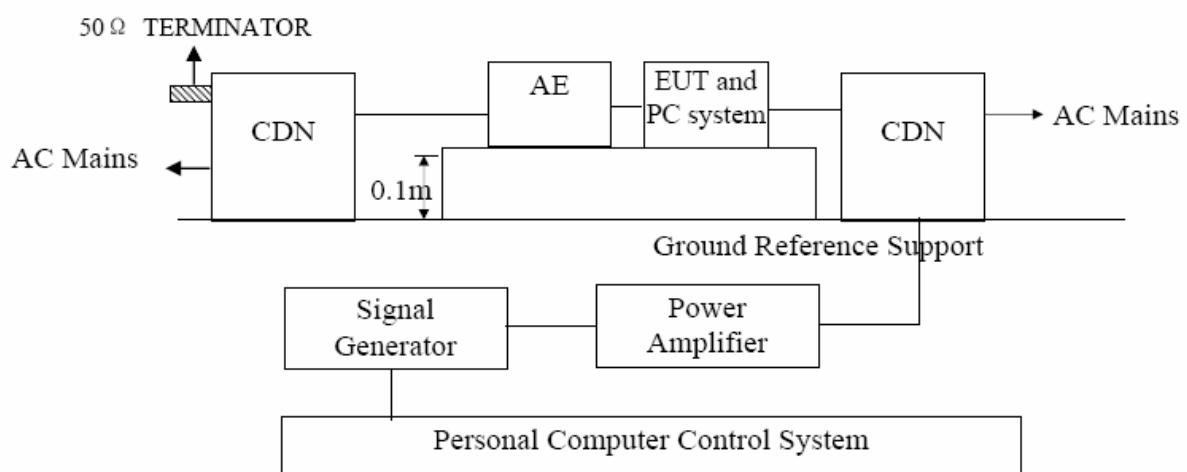 50Ω TERMINATOR
AE
EUT and
PC system
CDN
CDN
AC Mains
AC Mains
0.1m
Ground Reference Support
Signal
Generator
Power
Amplifier
Personal Computer Control System